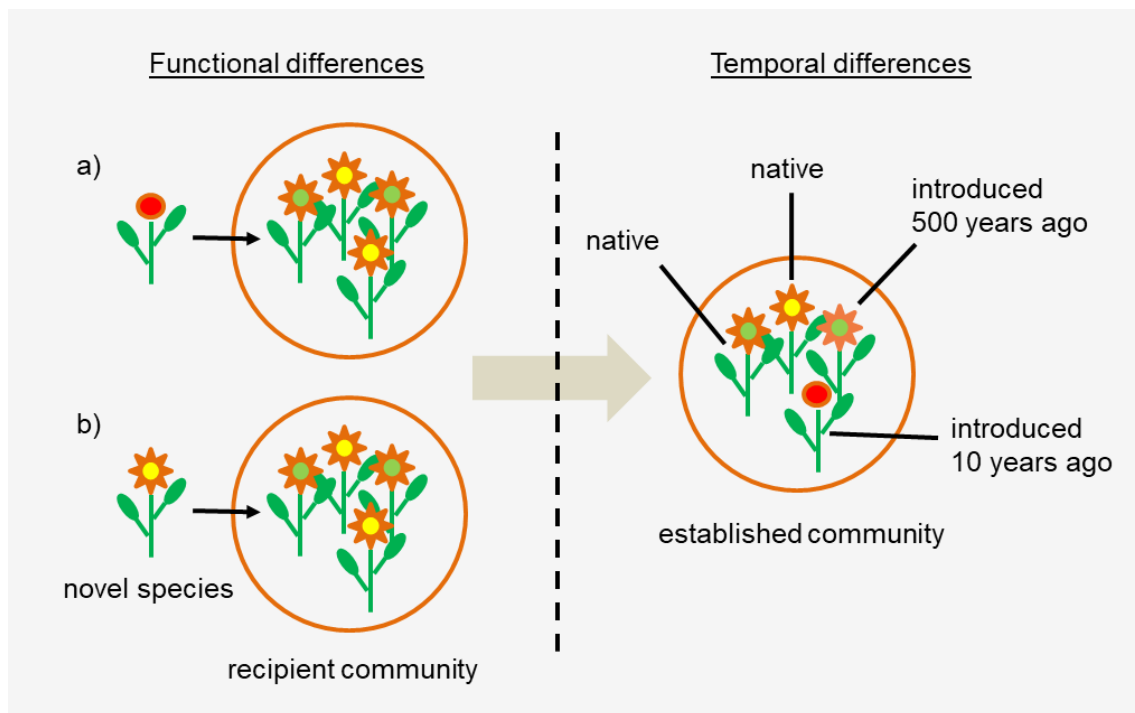 Functional differences
a)
b)
novel species
recipient community
Temporal differences
native
native
introduced
500 years ago
introduced
10 years ago
established community